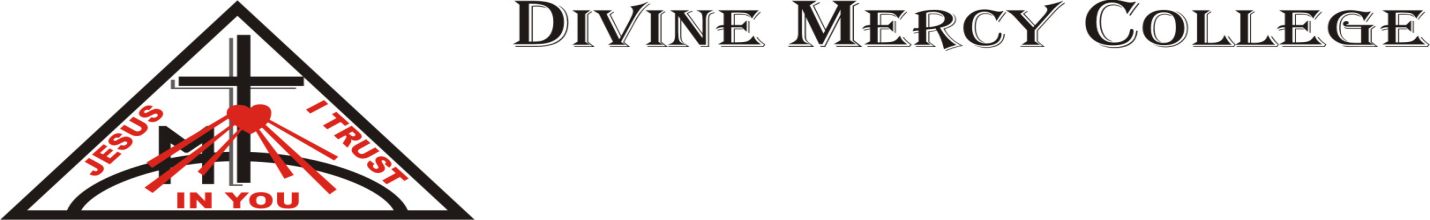 DIVINE MERCY COLLEGE
M
JESUS
I TRUST
IN YOU